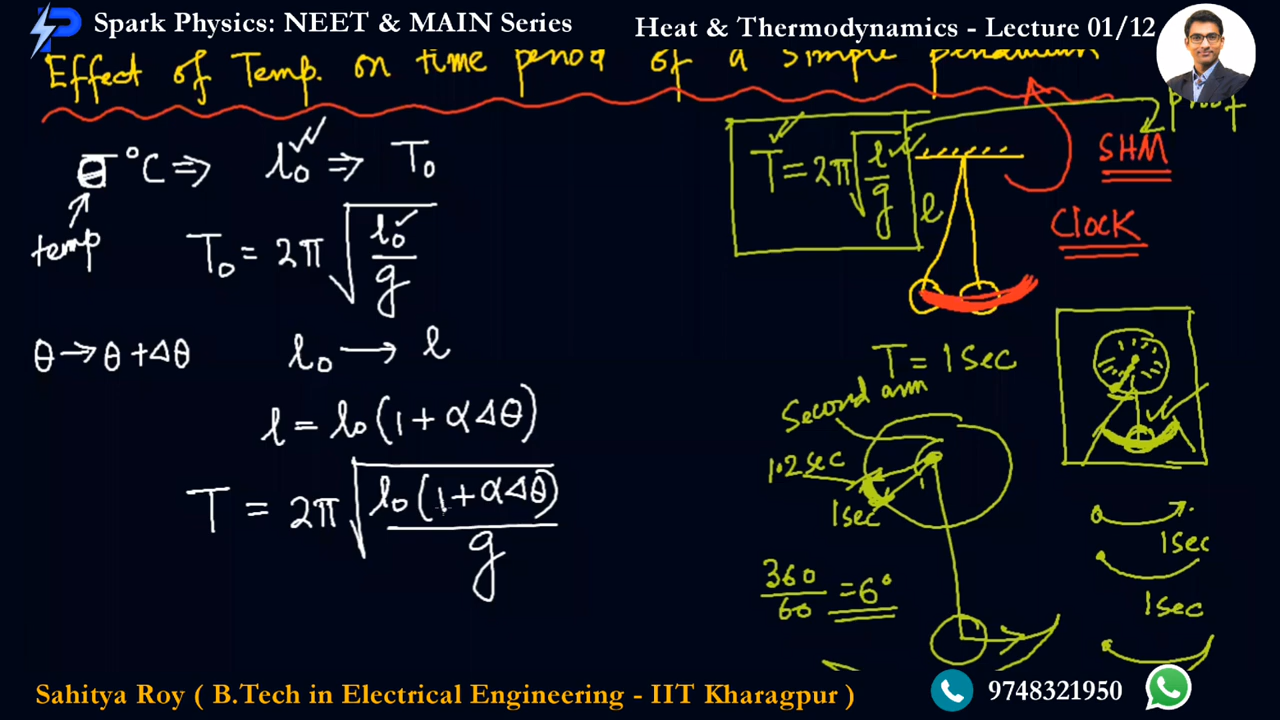 Spark Physics: NEET & MAIN Series
Heat & Thermodynamics - Lecture 01/12
Effect of Temp. on time period of a simple pendulum
Proof
θ °C ⇒ l₀ ⇒ T₀
temp
T₀ = 2π√(l₀/g)
θ → θ + Δθ l₀ → l
l = l₀(1 + αΔθ)
T = 2π√(l₀(1 + αΔθ)/g)
T = 2π√(l/g)
l
SHM
Clock
T = 1 sec
Second arm
1.2 sec
1 sec
360/60 = 6°
1 sec
1 sec
Sahitya Roy ( B.Tech in Electrical Engineering - IIT Kharagpur )
9748321950